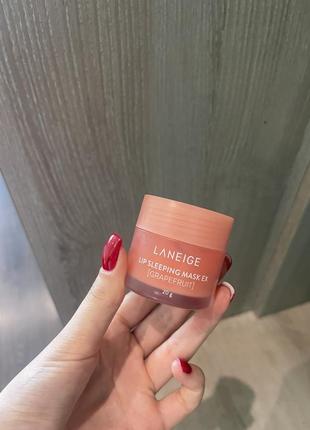 LANEIGE
LIP SLEEPING MASK EX
[GRAPEFRUIT]
20 g